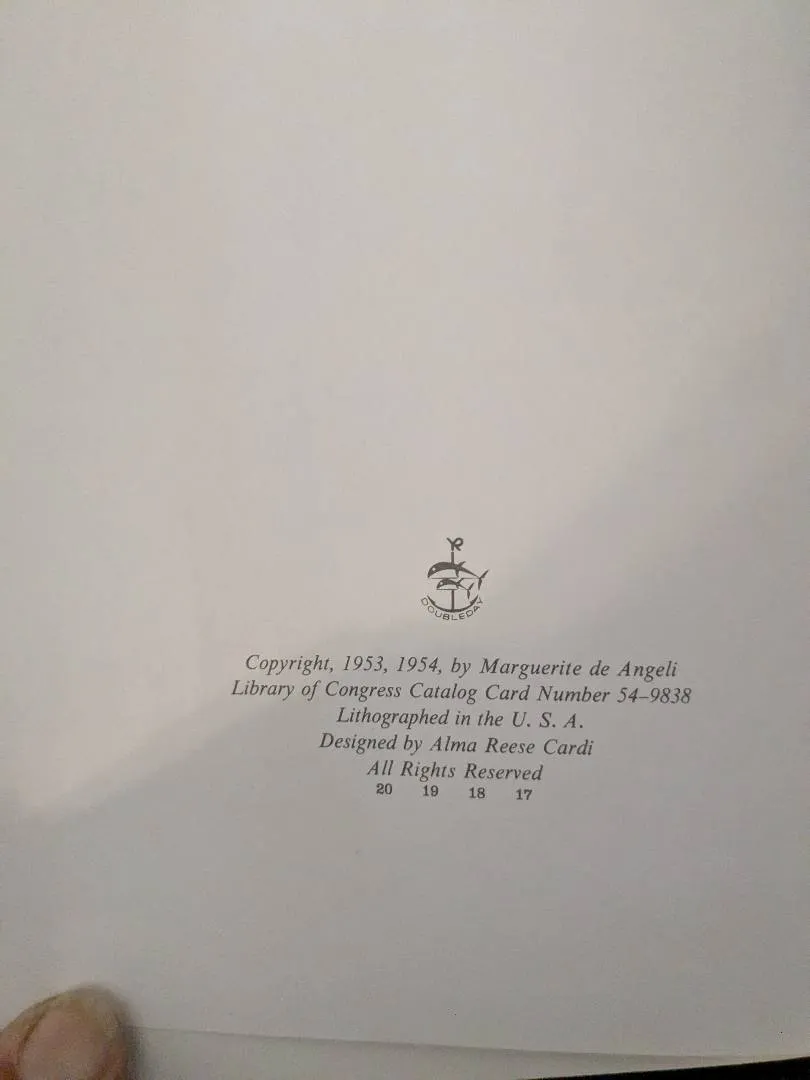 DOUBLEDAY
Copyright, 1953, 1954, by Marguerite de Angeli
Library of Congress Catalog Card Number 54–9838
Lithographed in the U. S. A.
Designed by Alma Reese Cardi
All Rights Reserved
20 19 18 17